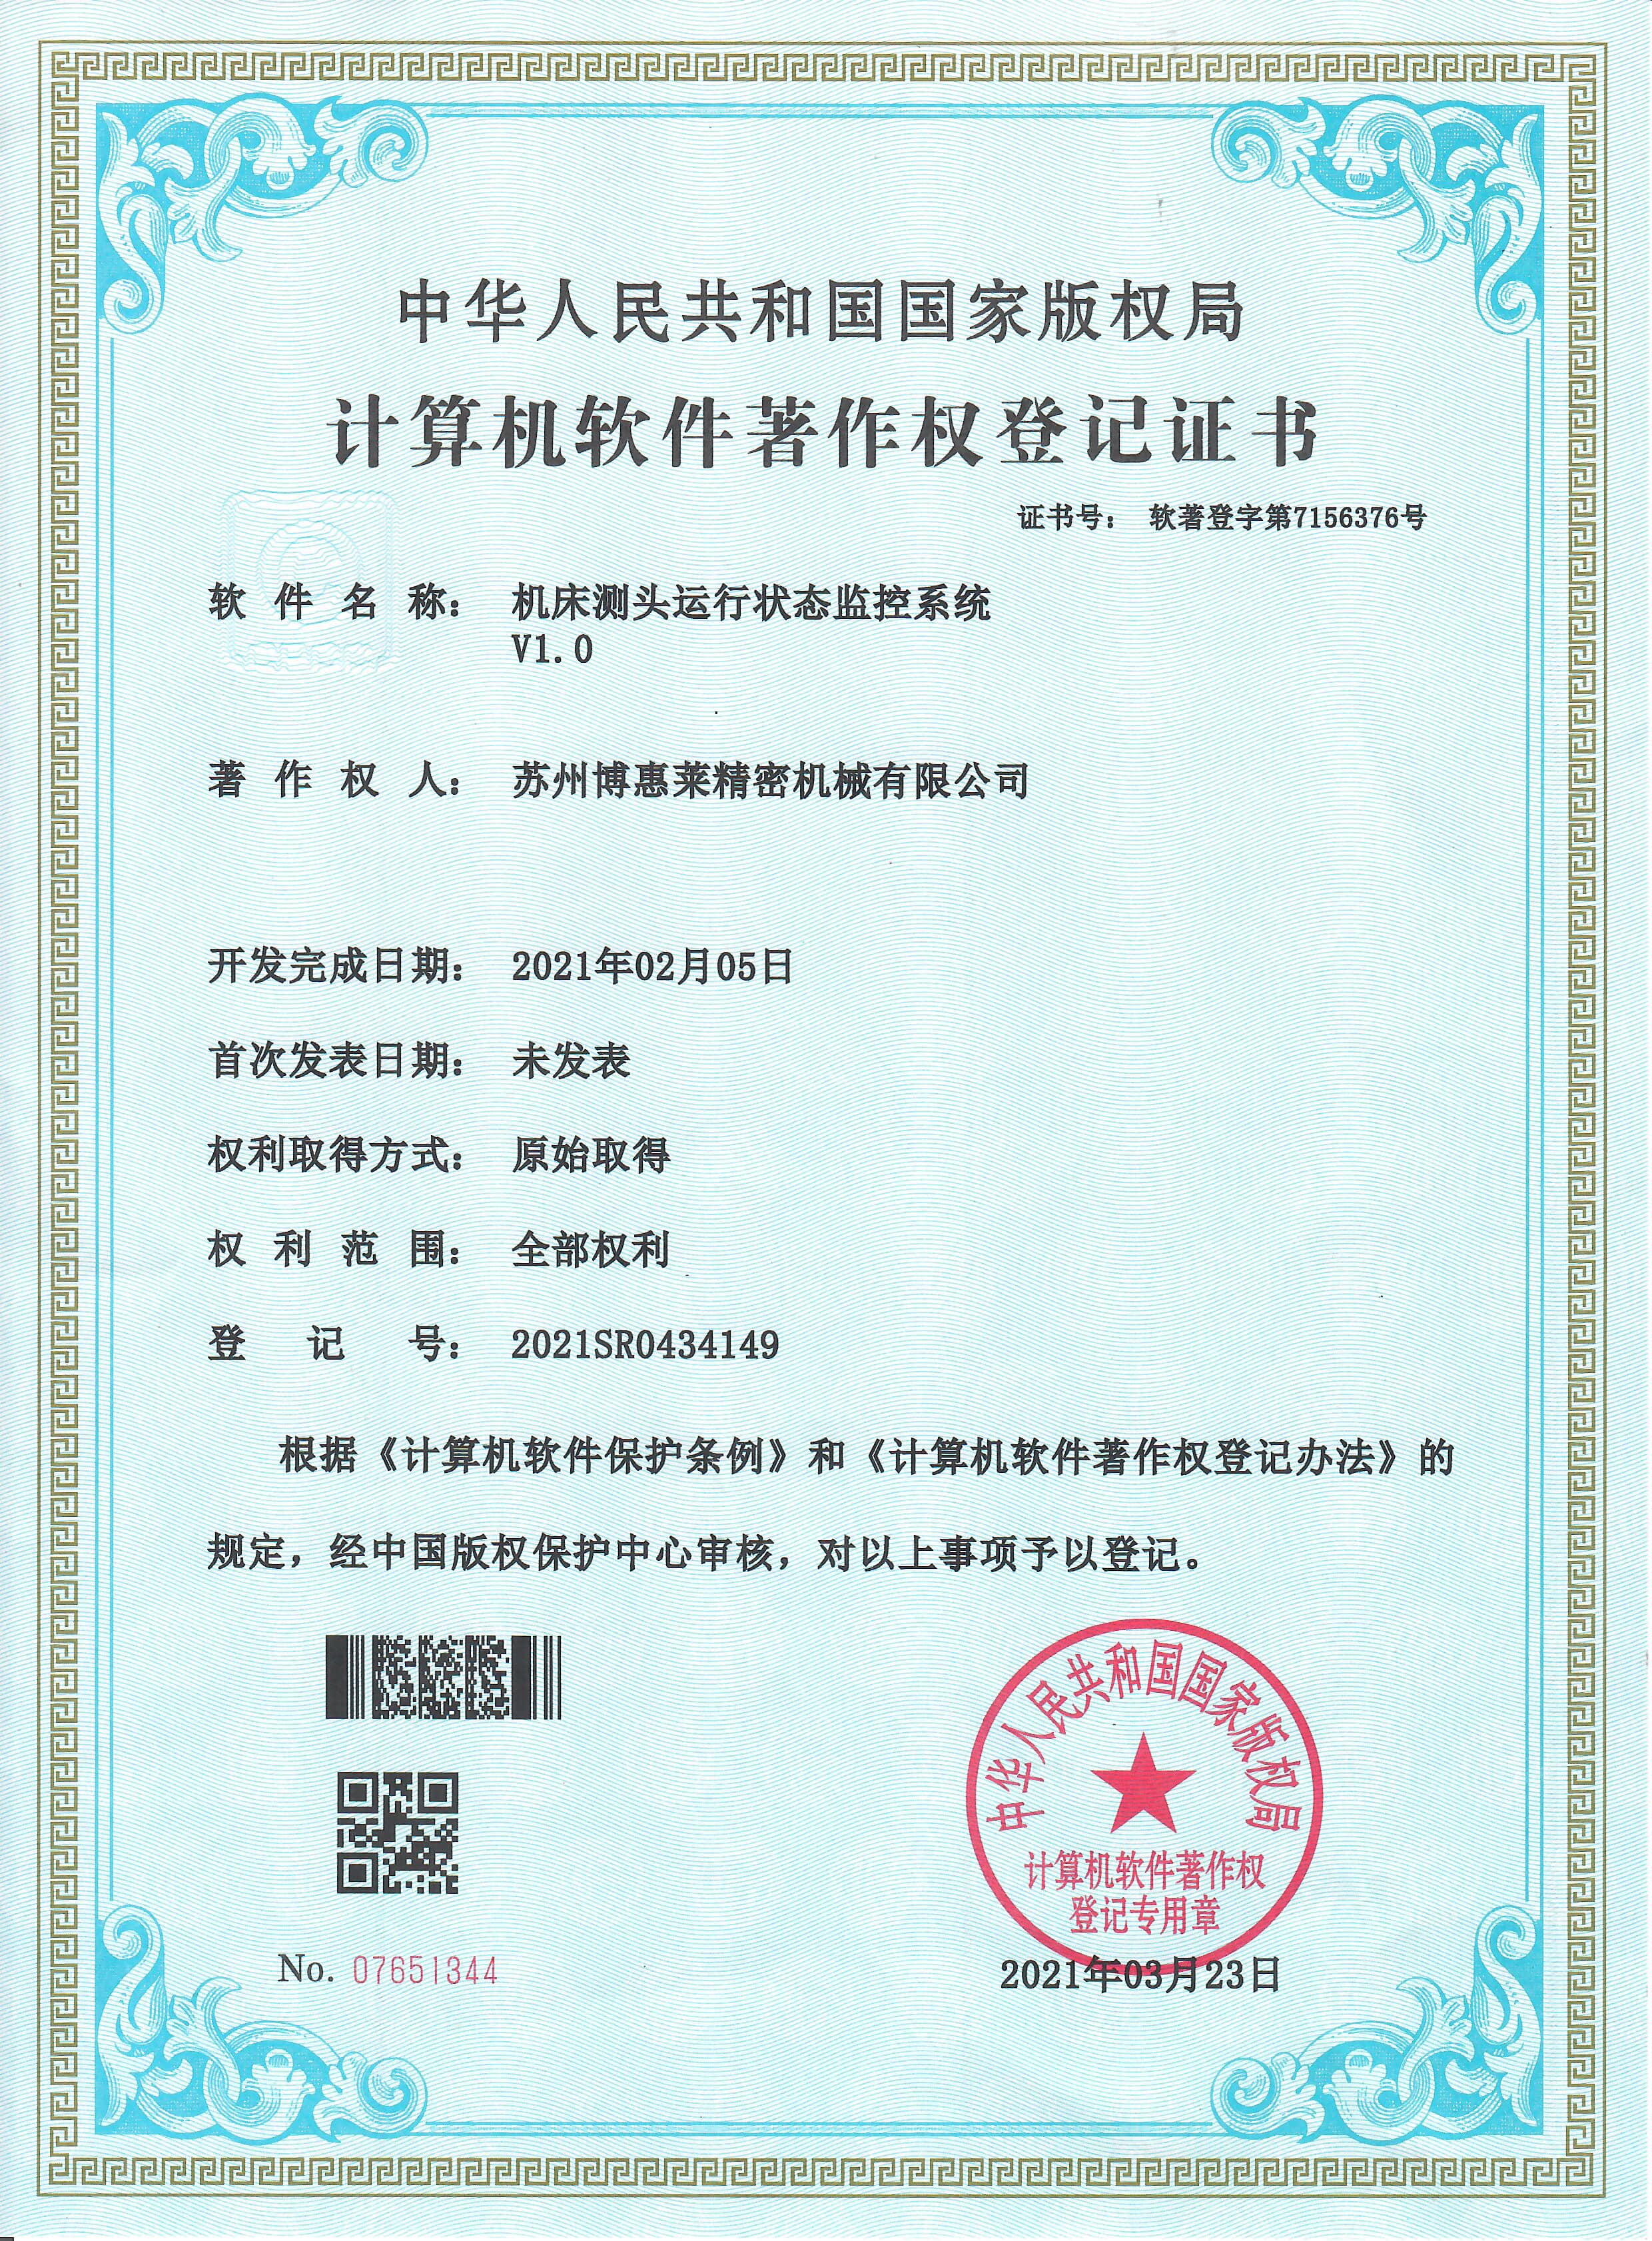 中华人民共和国国家版权局
计算机软件著作权登记证书
证书号： 软著登字第7156376号
软件名称： 机床测头运行状态监控系统
V1.0
著作权人： 苏州博惠莱精密机械有限公司
开发完成日期： 2021年02月05日
首次发表日期： 未发表
权利取得方式： 原始取得
权利范围： 全部权利
登记号： 2021SR0434149
根据《计算机软件保护条例》和《计算机软件著作权登记办法》的
规定，经中国版权保护中心审核，对以上事项予以登记。
中华人民共和国国家版权局
计算机软件著作权
登记专用章
No. 07651344
2021年03月23日